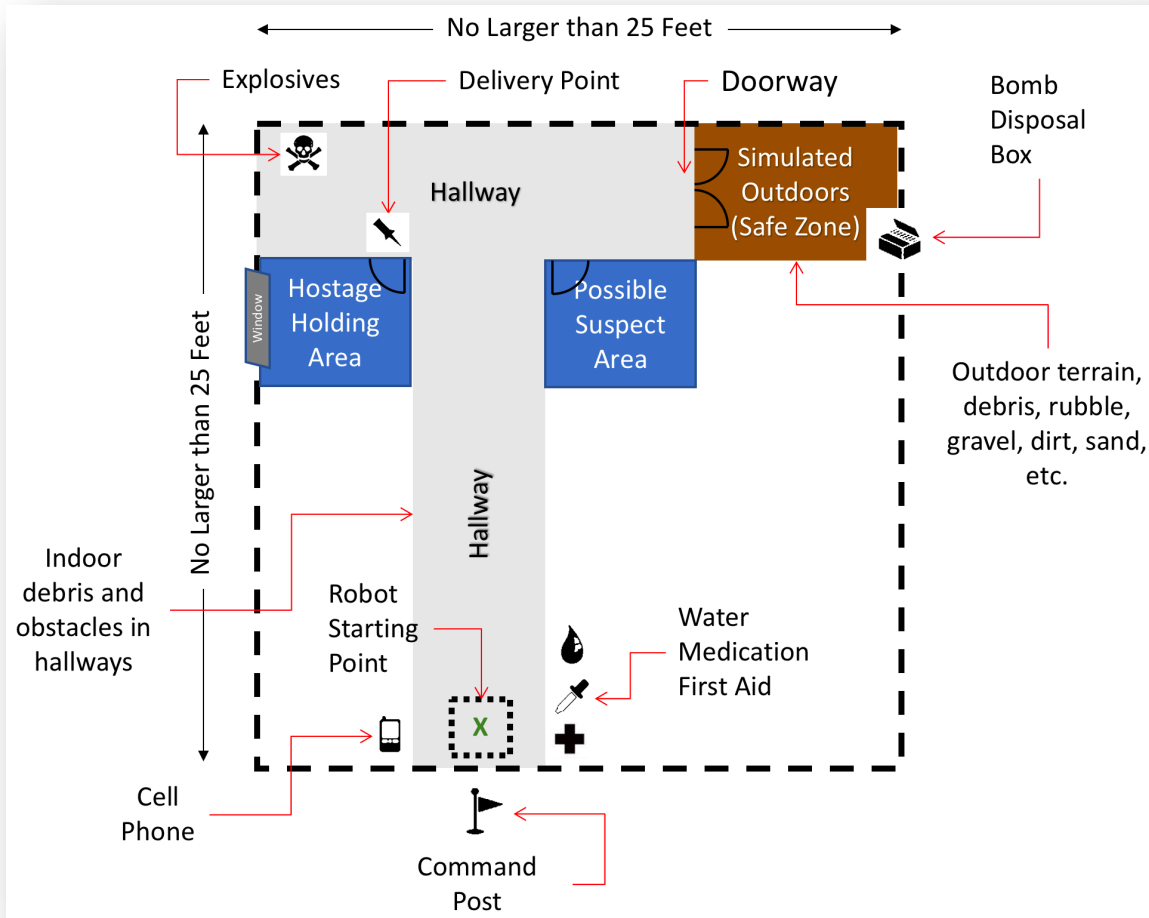 No Larger than 25 Feet
Explosives
Delivery Point
Doorway
Bomb
Disposal
Box
Simulated
Outdoors
(Safe Zone)
Hallway
Hostage
Holding
Area
Window
Possible
Suspect
Area
No Larger than 25 Feet
Outdoor terrain,
debris, rubble,
gravel, dirt, sand,
etc.
Hallway
Indoor
debris and
obstacles in
hallways
Robot
Starting
Point
Water
Medication
First Aid
X
Cell
Phone
Command
Post